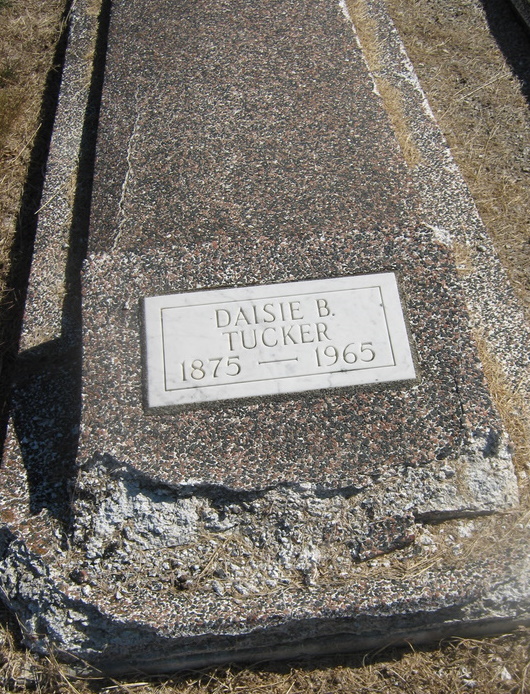 DAISIE B.
TUCKER
1875 — 1965